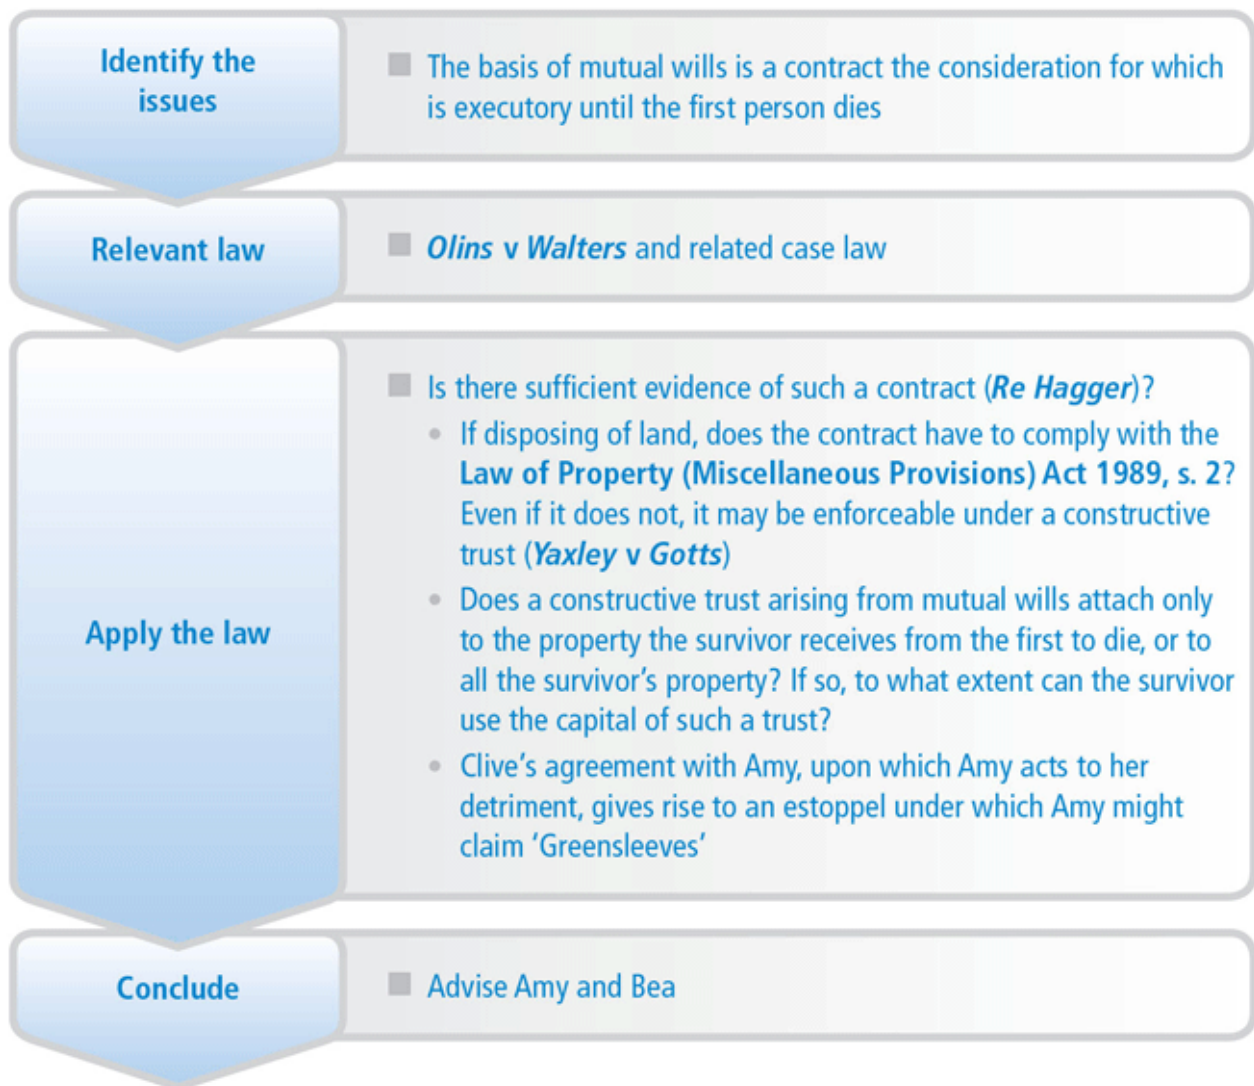 Identify the
issues
■ The basis of mutual wills is a contract the consideration for which
is executory until the first person dies
Relevant law
■ Olins v Walters and related case law
Apply the law
■ Is there sufficient evidence of such a contract (Re Hagger)?
• If disposing of land, does the contract have to comply with the
Law of Property (Miscellaneous Provisions) Act 1989, s. 2?
Even if it does not, it may be enforceable under a constructive
trust (Yaxley v Gotts)
• Does a constructive trust arising from mutual wills attach only
to the property the survivor receives from the first to die, or to
all the survivor's property? If so, to what extent can the survivor
use the capital of such a trust?
• Clive's agreement with Amy, upon which Amy acts to her
detriment, gives rise to an estoppel under which Amy might
claim 'Greensleeves'
Conclude
■ Advise Amy and Bea